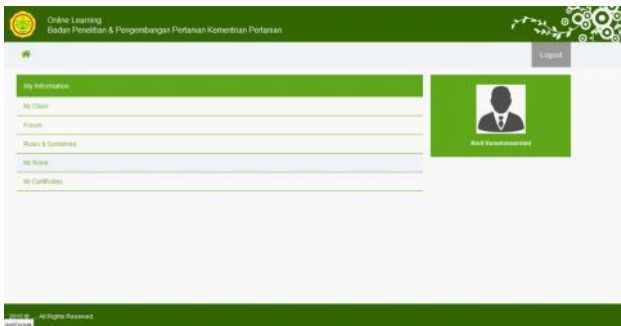 Online Learning
Badan Penelitian & Pengembangan Pertanian Kementrian Pertanian
Logout
My Information
My Class
Forum
Rules & Guidelines
My Score
My Certificates
All Rights Reserved